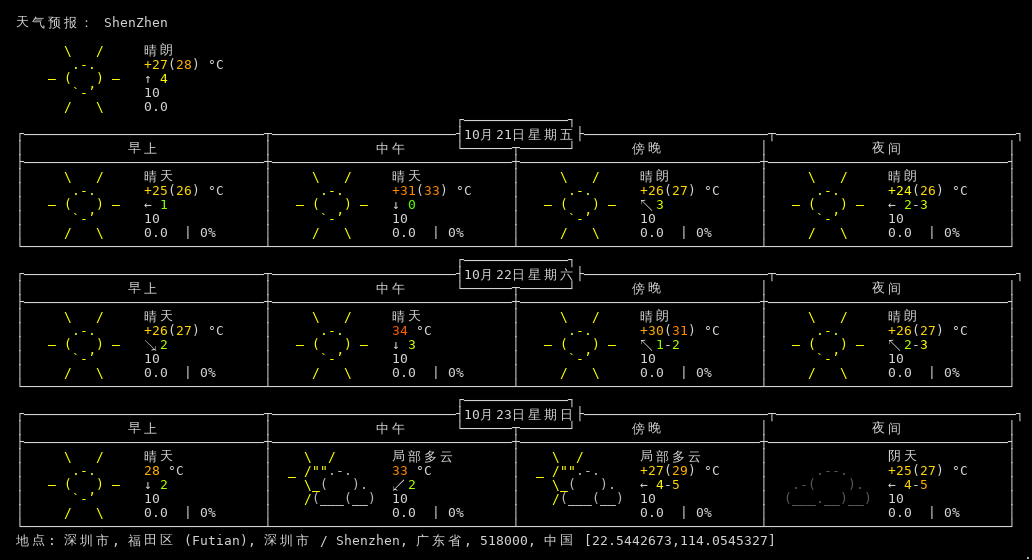 天气预报： ShenZhen
晴朗
+27(28) °C
↑ 4
10
0.0
10月21日星期五
早上 中午 傍晚 夜间
晴天 晴天 晴朗 晴朗
+25(26) °C +31(33) °C +26(27) °C +24(26) °C
← 1 ↓ 0 ↖ 3 ← 2-3
10 10 10 10
0.0 | 0% 0.0 | 0% 0.0 | 0% 0.0 | 0%
10月22日星期六
早上 中午 傍晚 夜间
晴天 晴天 晴朗 晴朗
+26(27) °C 34 °C +30(31) °C +26(27) °C
↘ 2 ↓ 3 ↖ 1-2 ↖ 2-3
10 10 10 10
0.0 | 0% 0.0 | 0% 0.0 | 0% 0.0 | 0%
10月23日星期日
早上 中午 傍晚 夜间
晴天 局部多云 局部多云 阴天
28 °C 33 °C +27(29) °C +25(27) °C
↓ 2 ↙ 2 ← 4-5 ← 4-5
10 10 10 10
0.0 | 0% 0.0 | 0% 0.0 | 0% 0.0 | 0%
地点: 深圳市, 福田区 (Futian), 深圳市 / Shenzhen, 广东省, 518000, 中国 [22.5442673,114.0545327]